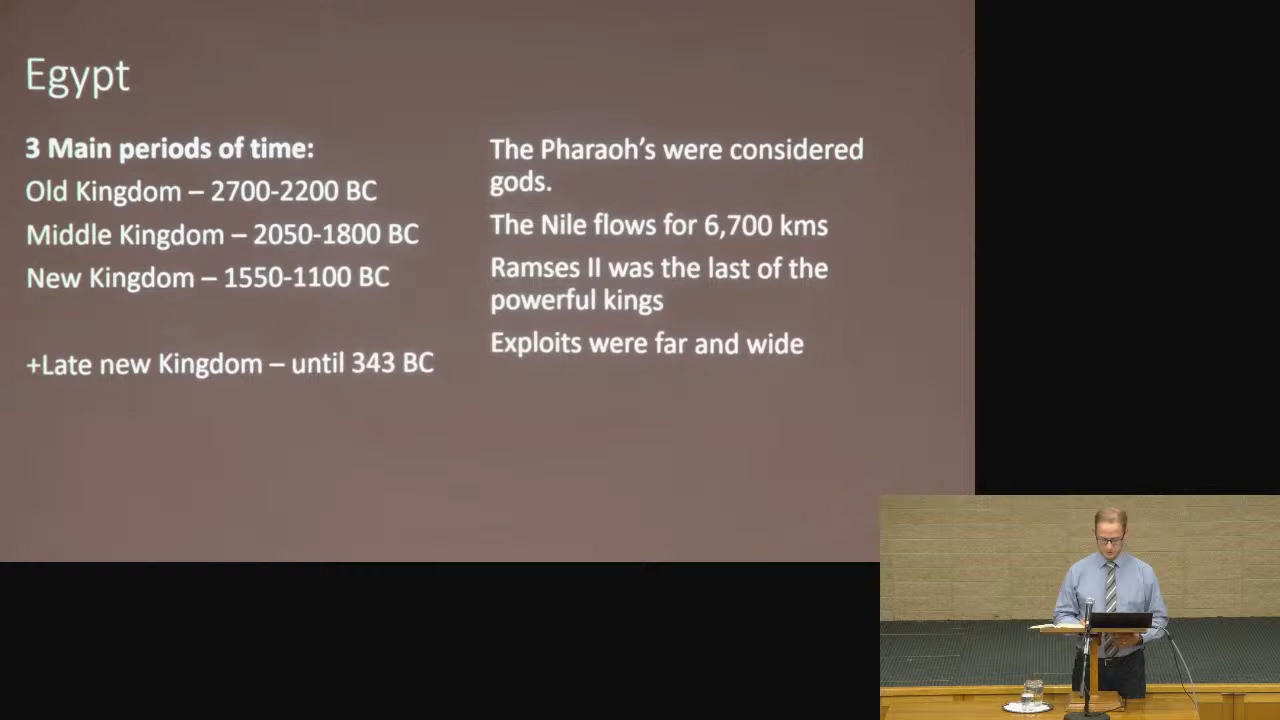 Egypt
3 Main periods of time:
Old Kingdom – 2700-2200 BC
Middle Kingdom – 2050-1800 BC
New Kingdom – 1550-1100 BC
+Late new Kingdom – until 343 BC
The Pharaoh’s were considered
gods.
The Nile flows for 6,700 kms
Ramses II was the last of the
powerful kings
Exploits were far and wide